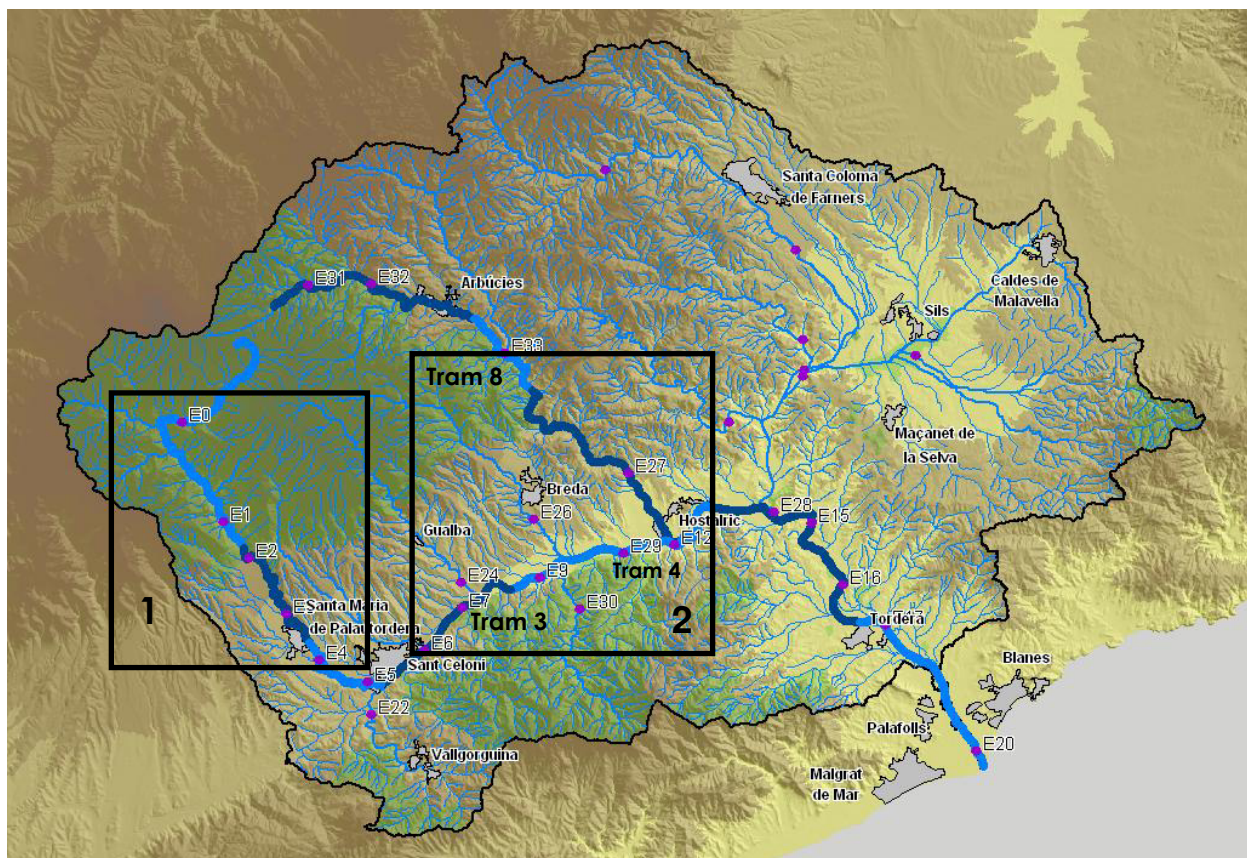 Santa Coloma
de Farners
Caldes de
Malavella
E31
E32
Arbúcies
Sils
E33
Tram 8
E0
Maçanet de
la Selva
E27
Breda
E1
E26
Hostalric
E28
E15
Gualba
E12
E2
E29
Tram 4
E24
E9
E16
E7
E30
1
Santa Maria
de Palautordera
Tram 3
2
Tordera
E6
E4
Sant Celoni
Blanes
E5
E22
Palafolls
E20
Vallgorguina
Malgrat
de Mar